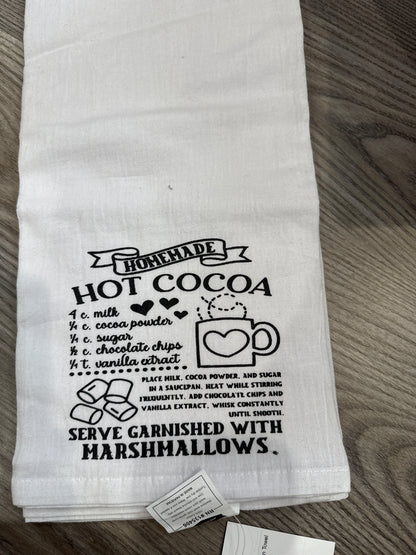 HOMEMADE
HOT COCOA
4 c. milk
¼ c. cocoa powder
¼ c. sugar
½ c. chocolate chips
¼ t. vanilla extract
PLACE MILK, COCOA POWDER, AND SUGAR
IN A SAUCEPAN. HEAT WHILE STIRRING
FREQUENTLY. ADD CHOCOLATE CHIPS AND
VANILLA EXTRACT. WHISK CONSTANTLY
UNTIL SMOOTH.
SERVE GARNISHED WITH
MARSHMALLOWS.
Towel